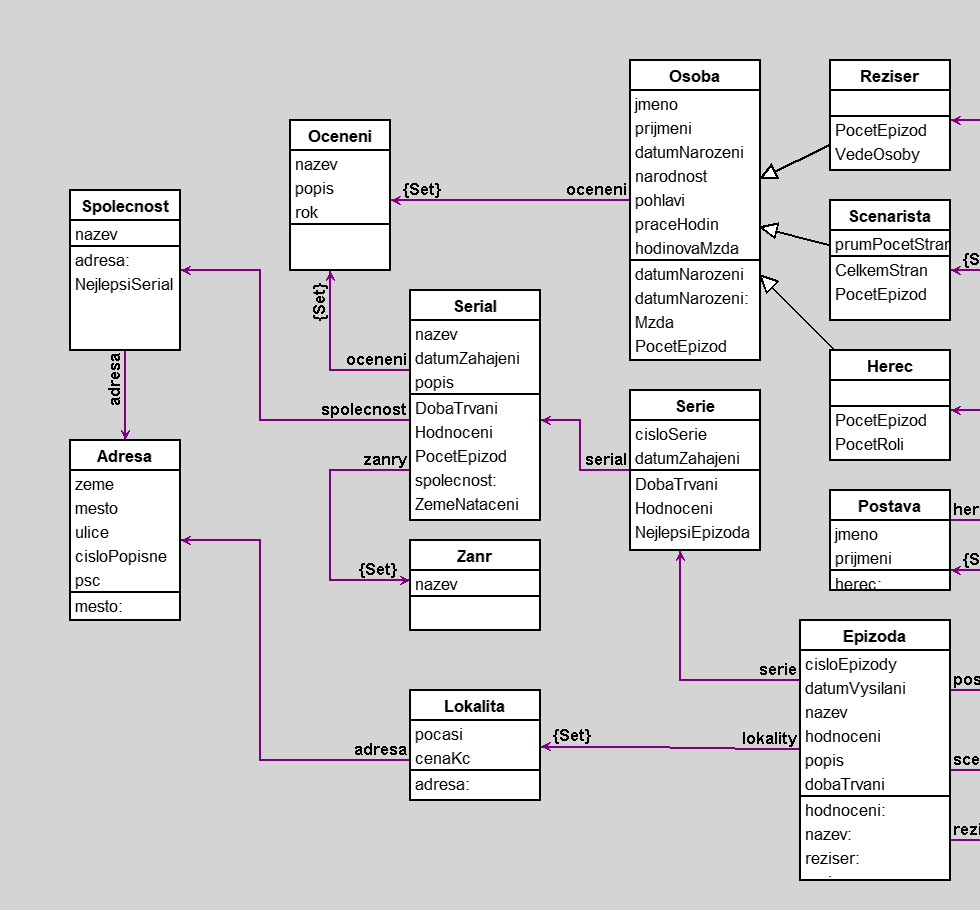 Osoba
jmeno
prijmeni
datumNarozeni
narodnost
pohlavi
praceHodin
hodinovaMzda
datumNarozeni
datumNarozeni:
Mzda
PocetEpizod
Reziser
PocetEpizod
VedeOsoby
Oceneni
nazev
popis
rok
{Set}
oceneni
Spolecnost
nazev
adresa:
NejlepsiSerial
Scenarista
prumPocetStran
CelkemStran
PocetEpizod
{S
{Set}
Serial
nazev
datumZahajeni
popis
DobaTrvani
Hodnoceni
PocetEpizod
spolecnost:
ZemeNataceni
oceneni
spolecnost
zanry
adresa
Herec
PocetEpizod
PocetRoli
Serie
cisloSerie
datumZahajeni
DobaTrvani
Hodnoceni
NejlepsiEpizoda
serial
Adresa
zeme
mesto
ulice
cisloPopisne
psc
mesto:
Zanr
nazev
{Set}
Postava
jmeno
prijmeni
herec:
her
{S
Epizoda
cisloEpizody
datumVysilani
nazev
hodnoceni
popis
dobaTrvani
hodnoceni:
nazev:
reziser:
serie
lokality
pos
sce
rezi
Lokalita
pocasi
cenaKc
adresa:
{Set}
adresa